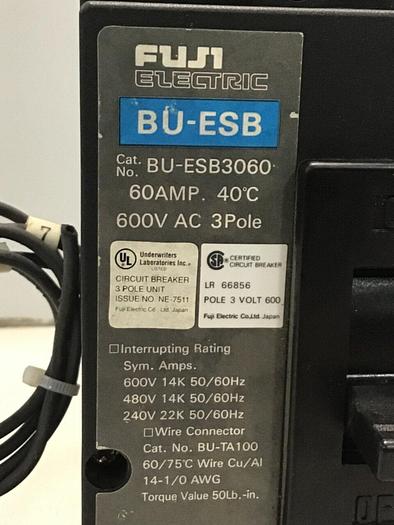 FUJI
ELECTRIC
BU-ESB
Cat. No. BU-ESB3060
60AMP. 40°C
600V AC 3Pole
UL Underwriters Laboratories Inc.®
LISTED
CIRCUIT BREAKER
3 POLE UNIT
ISSUE NO. NE-7511
Fuji Electric Co., Ltd. Japan
SA CERTIFIED
CIRCUIT BREAKER
LR 66856
POLE 3 VOLT 600
Fuji Electric Co.,Ltd. Japan
□Interrupting Rating
Sym. Amps.
600V 14K 50/60Hz
480V 14K 50/60Hz
240V 22K 50/60Hz
□Wire Connector
Cat. No. BU-TA100
60/75°C Wire Cu/Al
14-1/0 AWG
Torque Value 50Lb.-in.
7